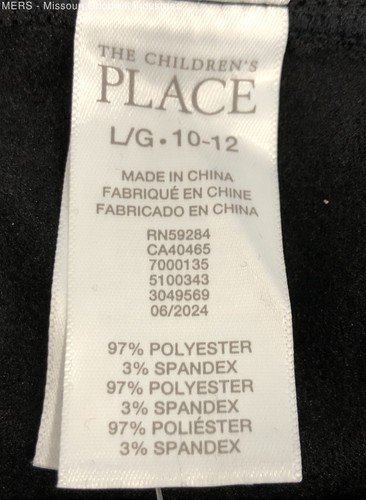 MERS - Missouri
THE CHILDREN'S
PLACE
L/G • 10-12
MADE IN CHINA
FABRIQUÉ EN CHINE
FABRICADO EN CHINA
RN59284
CA40465
7000135
5100343
3049569
06/2024
97% POLYESTER
3% SPANDEX
97% POLYESTER
3% SPANDEX
97% POLIÉSTER
3% SPANDEX